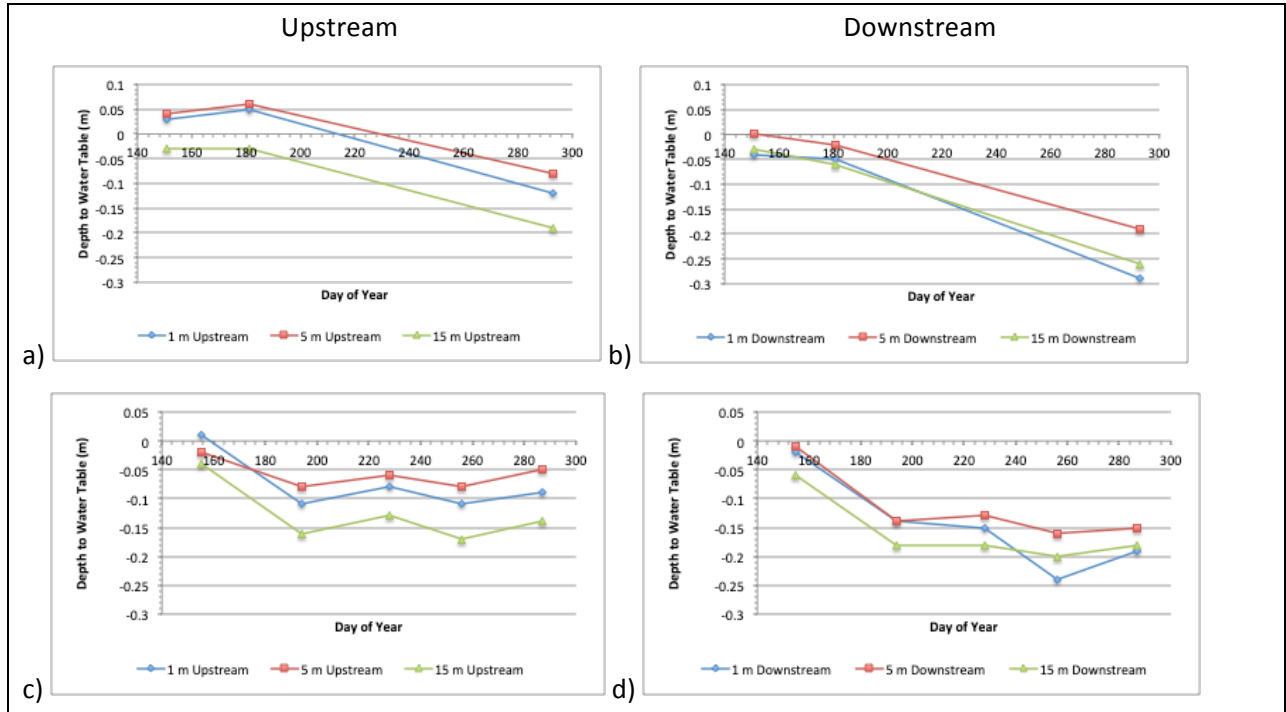 Upstream
Downstream
0.1
0.05
0
-0.05
-0.1
-0.15
-0.2
-0.25
-0.3
140 160 180 200 220 240 260 280 300
Depth to Water Table (m)
Day of Year
1 m Upstream 5 m Upstream 15 m Upstream
a)
0.1
0.05
0
-0.05
-0.1
-0.15
-0.2
-0.25
-0.3
140 160 180 200 220 240 260 280 300
Depth to Water Table (m)
Day of Year
1 m Downstream 5 m Downstream 15 m Downstream
b)
0.05
0
-0.05
-0.1
-0.15
-0.2
-0.25
-0.3
140 160 180 200 220 240 260 280 300
Depth to Water Table (m)
Day of Year
1 m Upstream 5 m Upstream 15 m Upstream
c)
0.05
0
-0.05
-0.1
-0.15
-0.2
-0.25
-0.3
140 160 180 200 220 240 260 280 300
Depth to Water Table (m)
Day of Year
1 m Downstream 5 m Downstream 15 m Downstream
d)